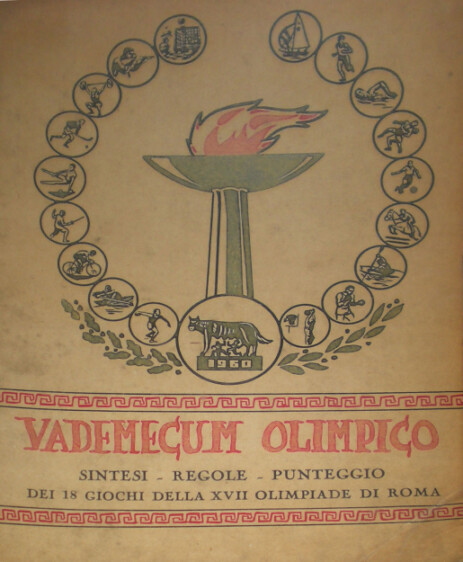 1960
VADEMECUM OLIMPICO
SINTESI - REGOLE - PUNTEGGIO
DEI 18 GIOCHI DELLA XVII OLIMPIADE DI ROMA